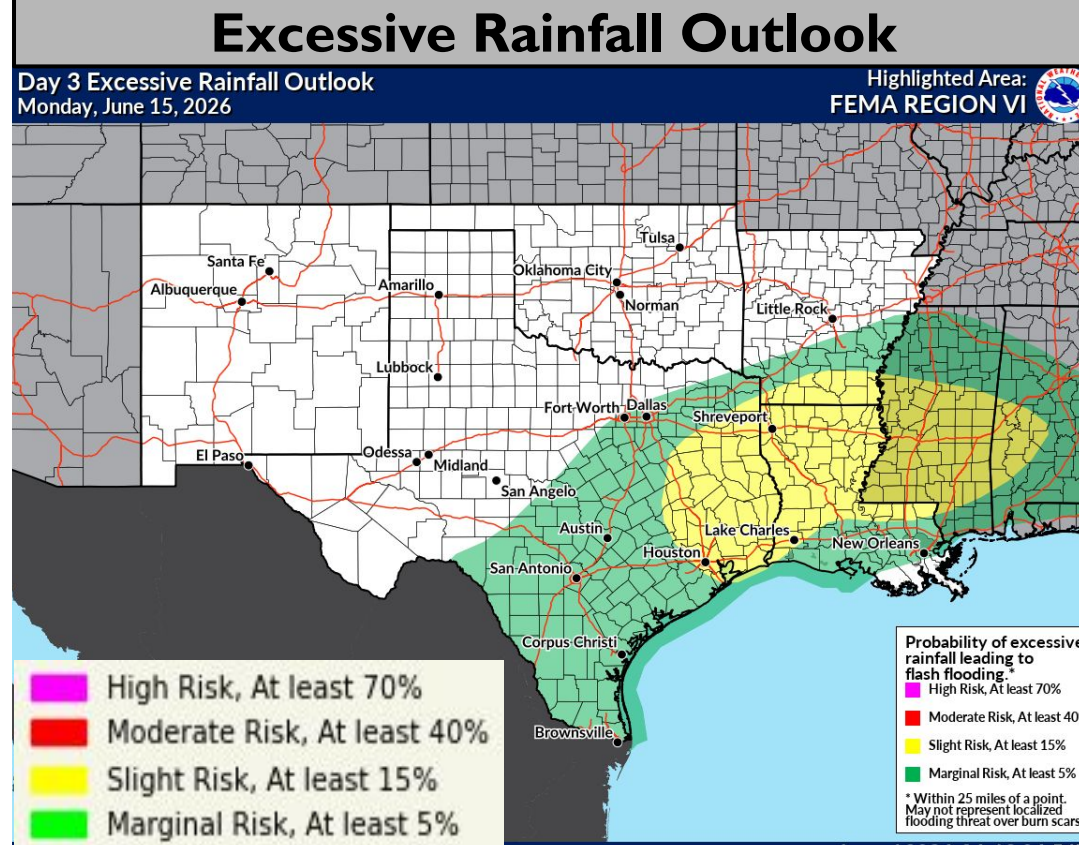 Excessive Rainfall Outlook
Day 3 Excessive Rainfall Outlook
Monday, June 15, 2026
Highlighted Area:
FEMA REGION VI
Tulsa
Santa Fe
Oklahoma City
Albuquerque
Amarillo
Norman
Little Rock
Lubbock
Fort Worth
Dallas
Shreveport
El Paso
Odessa
Midland
San Angelo
Austin
Lake Charles
New Orleans
Houston
San Antonio
Corpus Christi
Brownsville
High Risk, At least 70%
Moderate Risk, At least 40%
Slight Risk, At least 15%
Marginal Risk, At least 5%
Probability of excessive
rainfall leading to
flash flooding.*
High Risk, At least 70%
Moderate Risk, At least 40
Slight Risk, At least 15%
Marginal Risk, At least 5%
* Within 25 miles of a point.
May not represent localized
flooding threat over burn scars